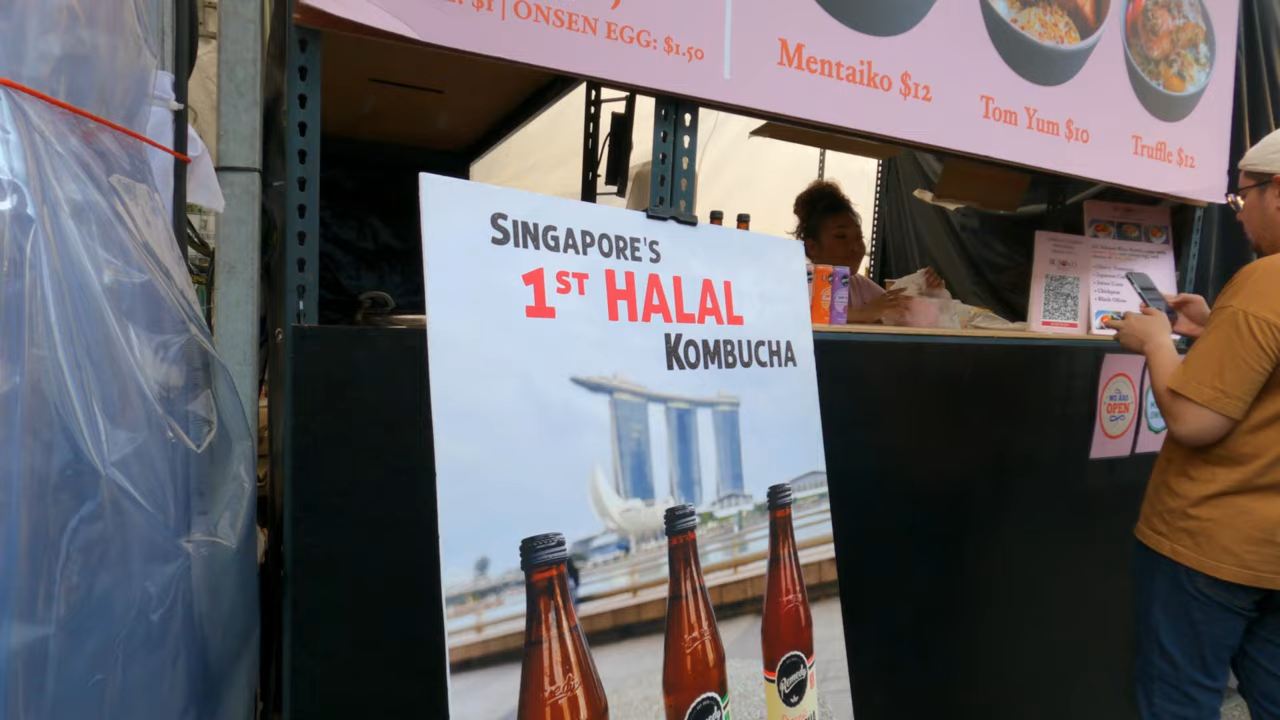 $1 | ONSEN EGG: $1.50
Mentaiko $12
Tom Yum $10
Truffle $12
SINGAPORE'S
1ST HALAL
KOMBUCHA
WE ARE
OPEN
Remedy